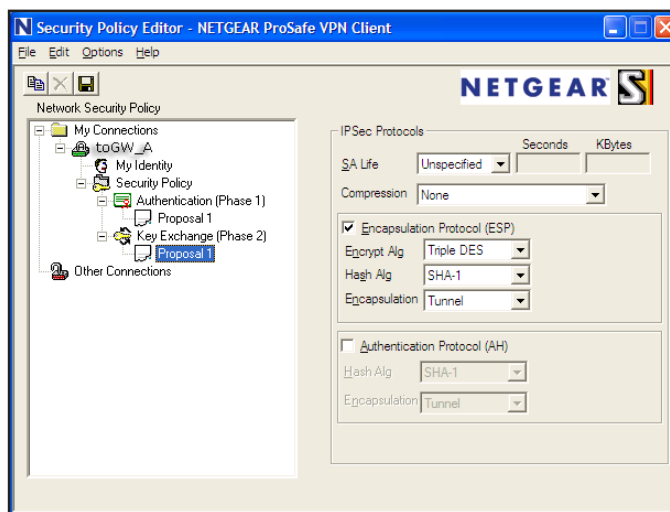 N Security Policy Editor - NETGEAR ProSafe VPN Client
File Edit Options Help
NETGEAR S
Network Security Policy
My Connections
toGW_A
My Identity
Security Policy
Authentication (Phase 1)
Proposal 1
Key Exchange (Phase 2)
Proposal 1
Other Connections
IPSec Protocols
Seconds KBytes
SA Life Unspecified
Compression None
Encapsulation Protocol (ESP)
Encrypt Alg Triple DES
Hash Alg SHA-1
Encapsulation Tunnel
Authentication Protocol (AH)
Hash Alg SHA-1
Encapsulation Tunnel